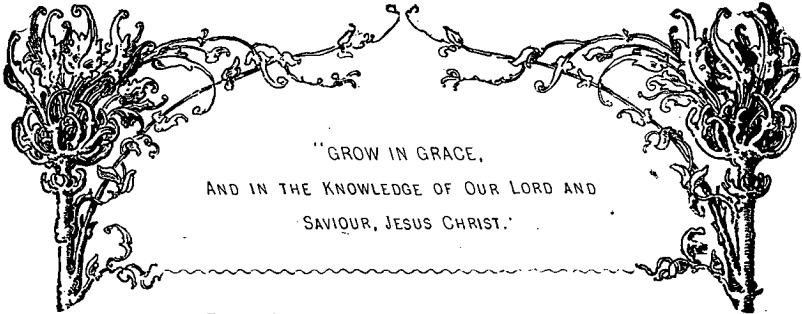 "GROW IN GRACE,
AND IN THE KNOWLEDGE OF OUR LORD AND
SAVIOUR, JESUS CHRIST."